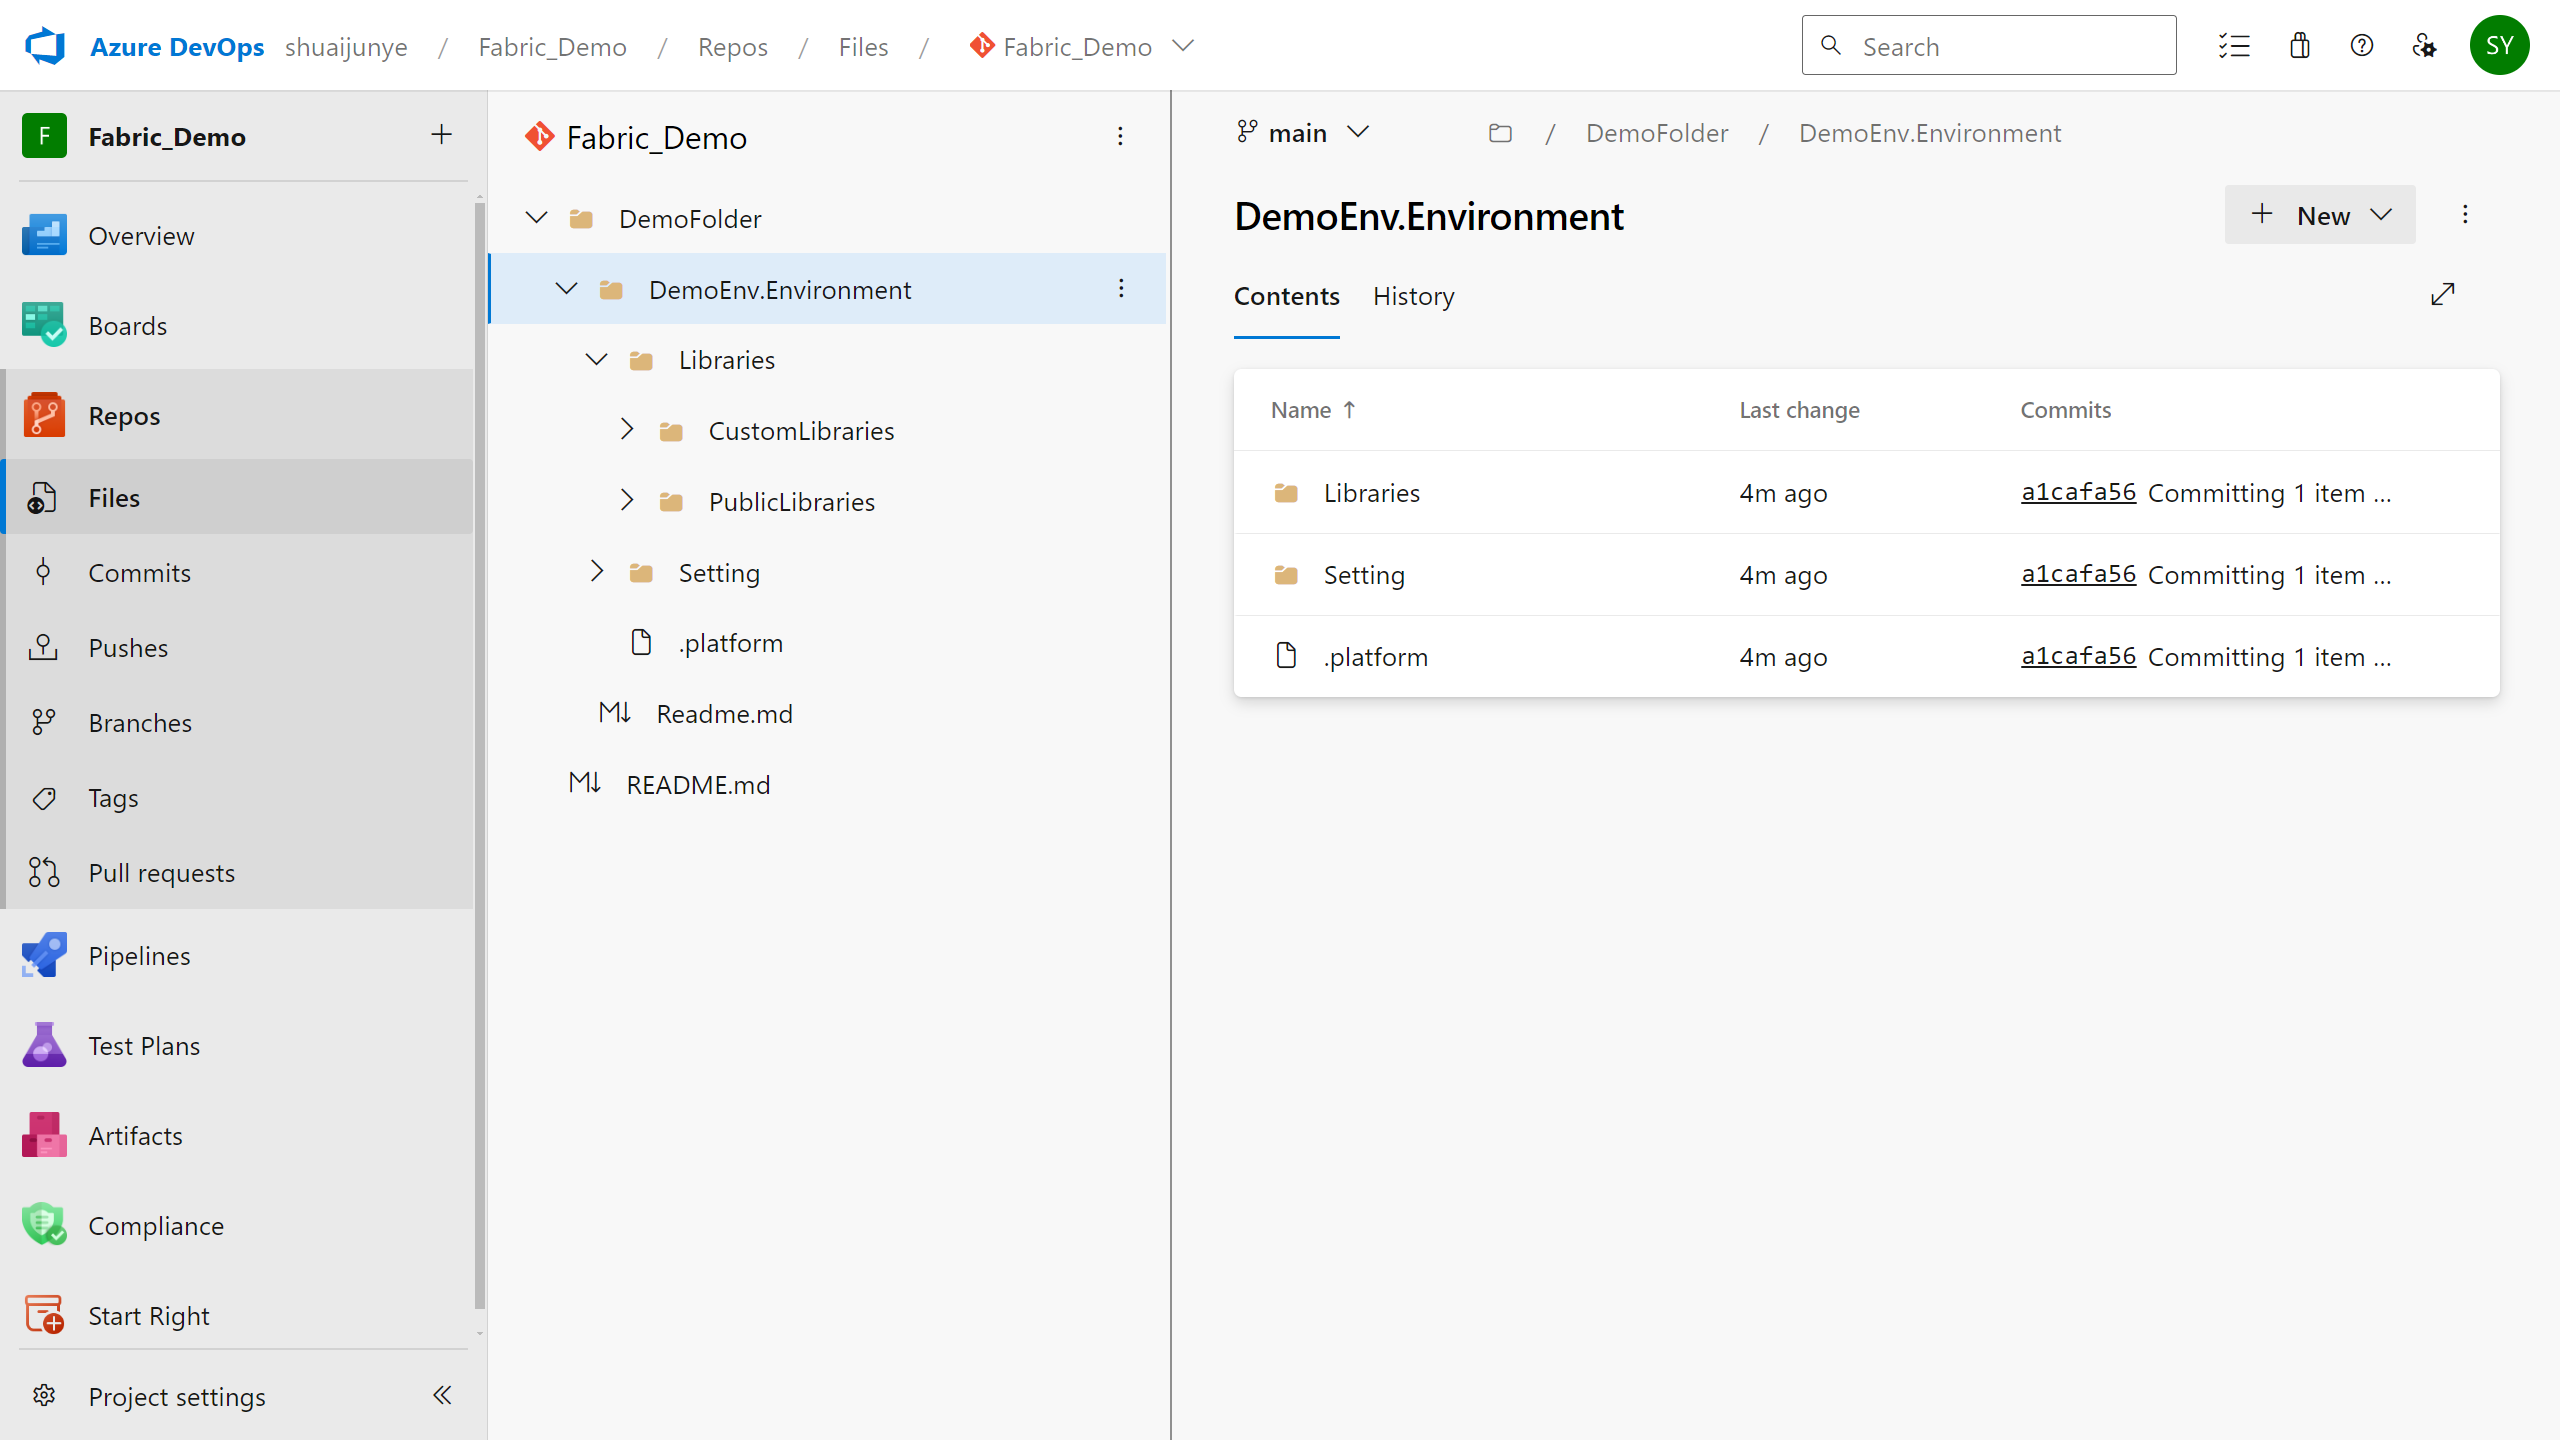 Azure DevOps shuaijunye / Fabric_Demo / Repos / Files / Fabric_Demo
Search
SY
F Fabric_Demo
Overview
Boards
Repos
Files
Commits
Pushes
Branches
Tags
Pull requests
Pipelines
Test Plans
Artifacts
Compliance
Start Right
Project settings
Fabric_Demo
DemoFolder
DemoEnv.Environment
Libraries
CustomLibraries
PublicLibraries
Setting
.platform
M↓ Readme.md
M↓ README.md
main / DemoFolder / DemoEnv.Environment
DemoEnv.Environment
New
Contents History
Name ↑ Last change Commits
Libraries 4m ago a1cafa56 Committing 1 item ...
Setting 4m ago a1cafa56 Committing 1 item ...
.platform 4m ago a1cafa56 Committing 1 item ...